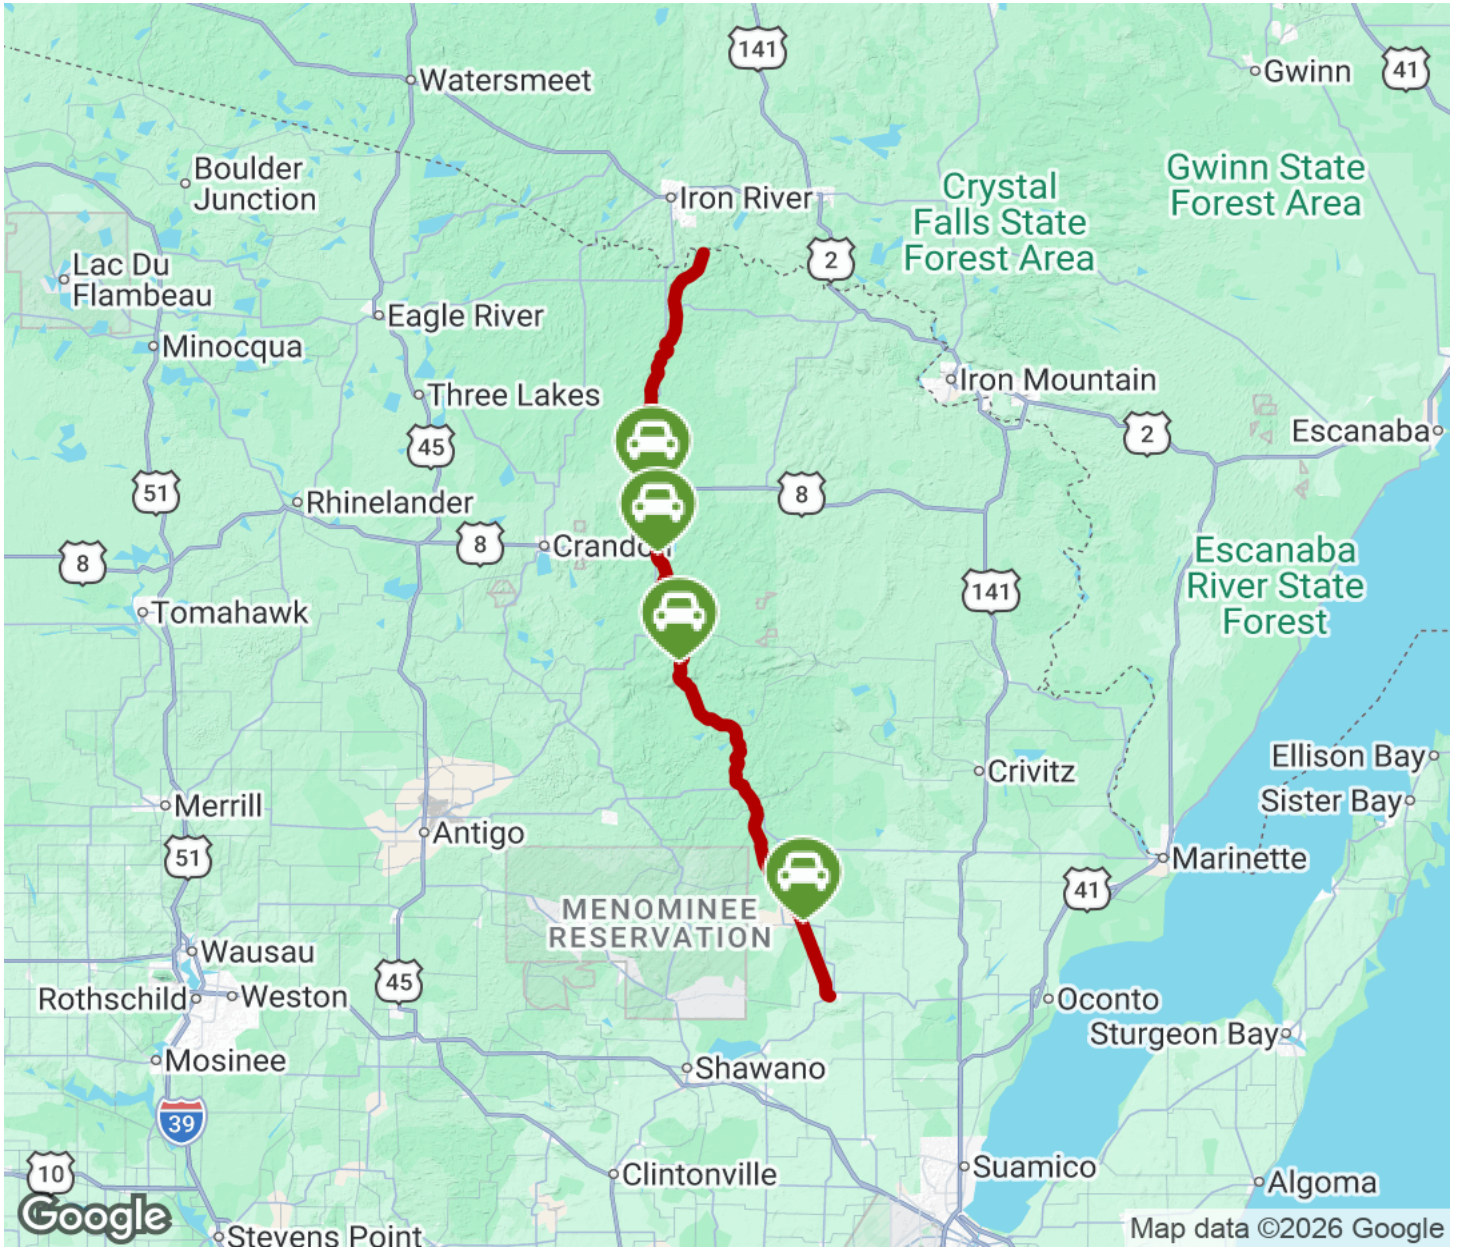 141
Watersmeet
Gwinn
41
Boulder
Junction
Gwinn State
Forest Area
Iron River
Crystal
Falls State
Forest Area
2
Lac Du
Flambeau
Eagle River
Minocqua
Iron Mountain
Three Lakes
45
2
Escanaba
51
Rhinelander
8
8
8
Crandon
Escanaba
River State
Forest
141
Tomahawk
Ellison Bay
Crivitz
Sister Bay
Merrill
Antigo
51
Marinette
41
MENOMINEE
RESERVATION
Wausau
45
Rothschild
Weston
Oconto
Sturgeon Bay
Mosinee
Shawano
39
10
Clintonville
Suamico
Algoma
Google
Stevens Point
Map data ©2026 Google